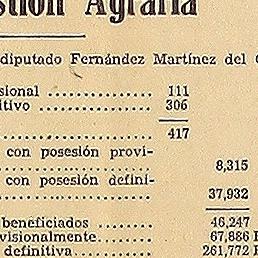 stión Agraria
diputado Fernández Martínez del
sional .............. 111
itivo ............... 306
417
con posesión provi-
8,315
con posesión defini-
37,932
beneficiados ........ 46,247
visionalmente........ 67,886
definitiva........... 261,772